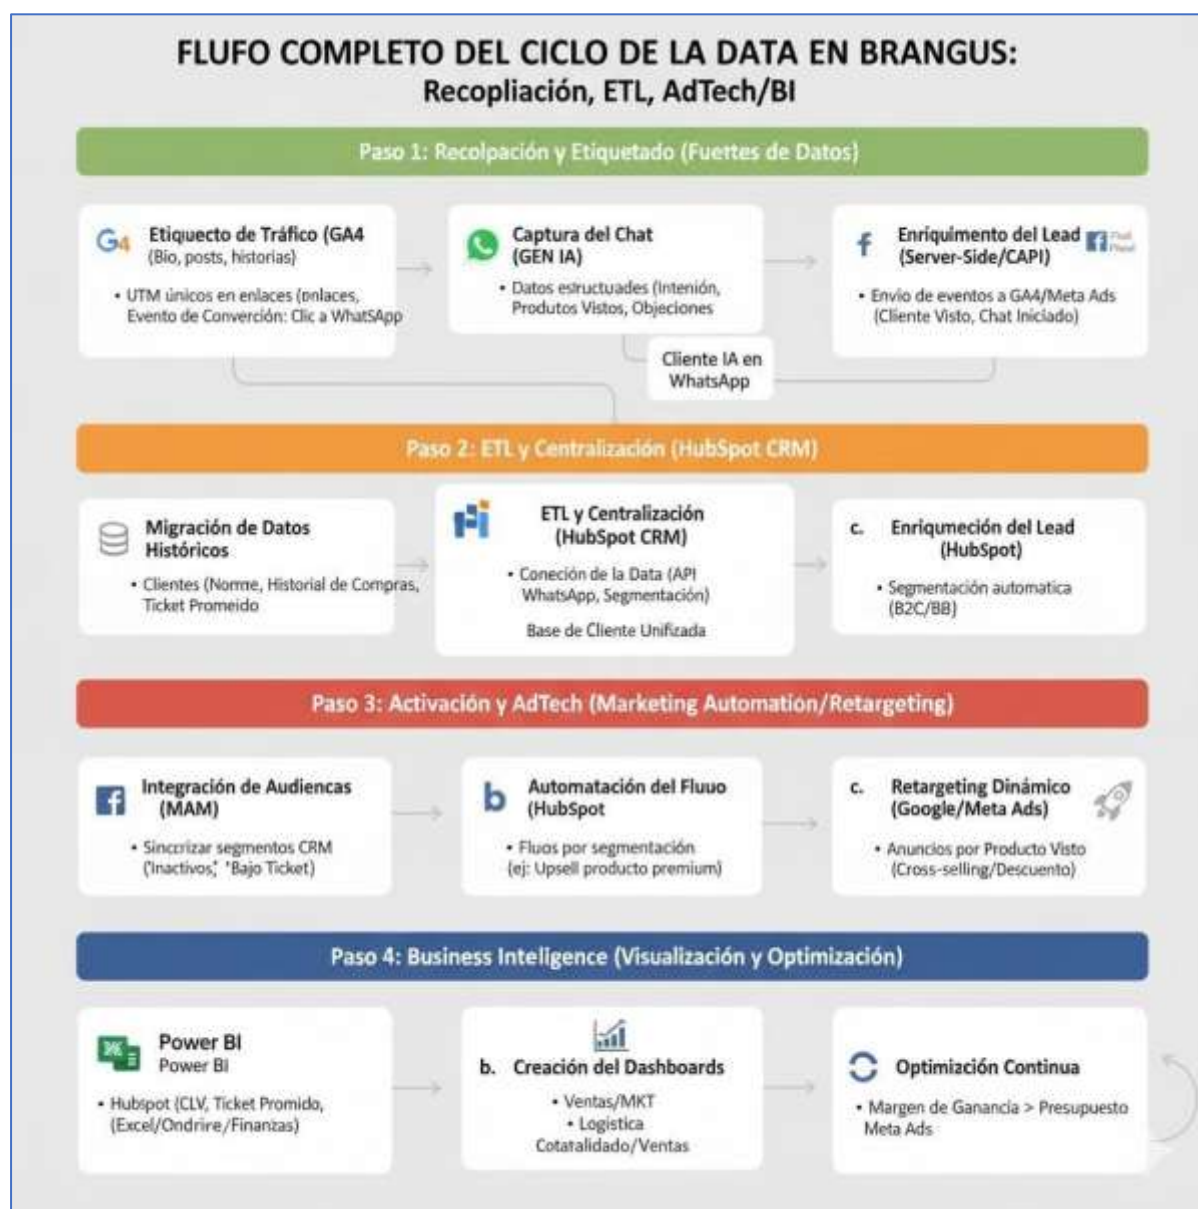 FLUFO COMPLETO DEL CICLO DE LA DATA EN BRANGUS:
Recopliación, ETL, AdTech/BI
Paso 1: Recolpación y Etiquetado (Fuertes de Datos)
G4
Etiquecto de Tráfico (GA4
(Bio, posts, historias)
• UTM únicos en enlaces (pnlaces,
Evento de Converción: Clic a WhatSApp
Captura del Chat
(GEN IA)
• Datos estructuades (Intenión,
Produtos Vistos, Objeciones
Enriquimento del Lead
(Server-Side/CAPI)
• Envio de eventos a GA4/Meta Ads
(Cliente Visto, Chat Iniciado)
Cliente IA en
WhatsApp
Paso 2: ETL y Centralización (HubSpot CRM)
Migración de Datos
Históricos
• Clientes (Norme, Historial de Compras,
Ticket Promeido
ETL y Centralización
(HubSpot CRM)
• Coneción de la Data (API
WhatsApp, Segmentación)
Base de Cliente Unifizada
c. Enriqumeción del Lead
(HubSpot)
• Segmentación automatica
(B2C/BB)
Paso 3: Activación y AdTech (Marketing Automation/Retargeting)
Integración de Audiencas
(MAM)
• Sinccrizar segmentos CRM
('Inactivos,' 'Bajo Ticket)
b Automatación del Fluuo
(HubSpot
• Fluos por segmentación
(ej: Upsell producto premium)
c. Retargeting Dinámico
(Google/Meta Ads)
• Anuncios por Producto Visto
(Cross-selling/Descuento)
Paso 4: Business Inteligence (Visualización y Optimización)
Power BI
Power BI
• Hubspot (CLV, Ticket Promido,
(Excel/Ondrire/Finanzas)
b. Creación del Dashboards
• Ventas/MKT
• Logistica
Cotatalidado/Ventas
Optimizción Continua
• Margen de Ganancia > Presupuesto
Meta Ads